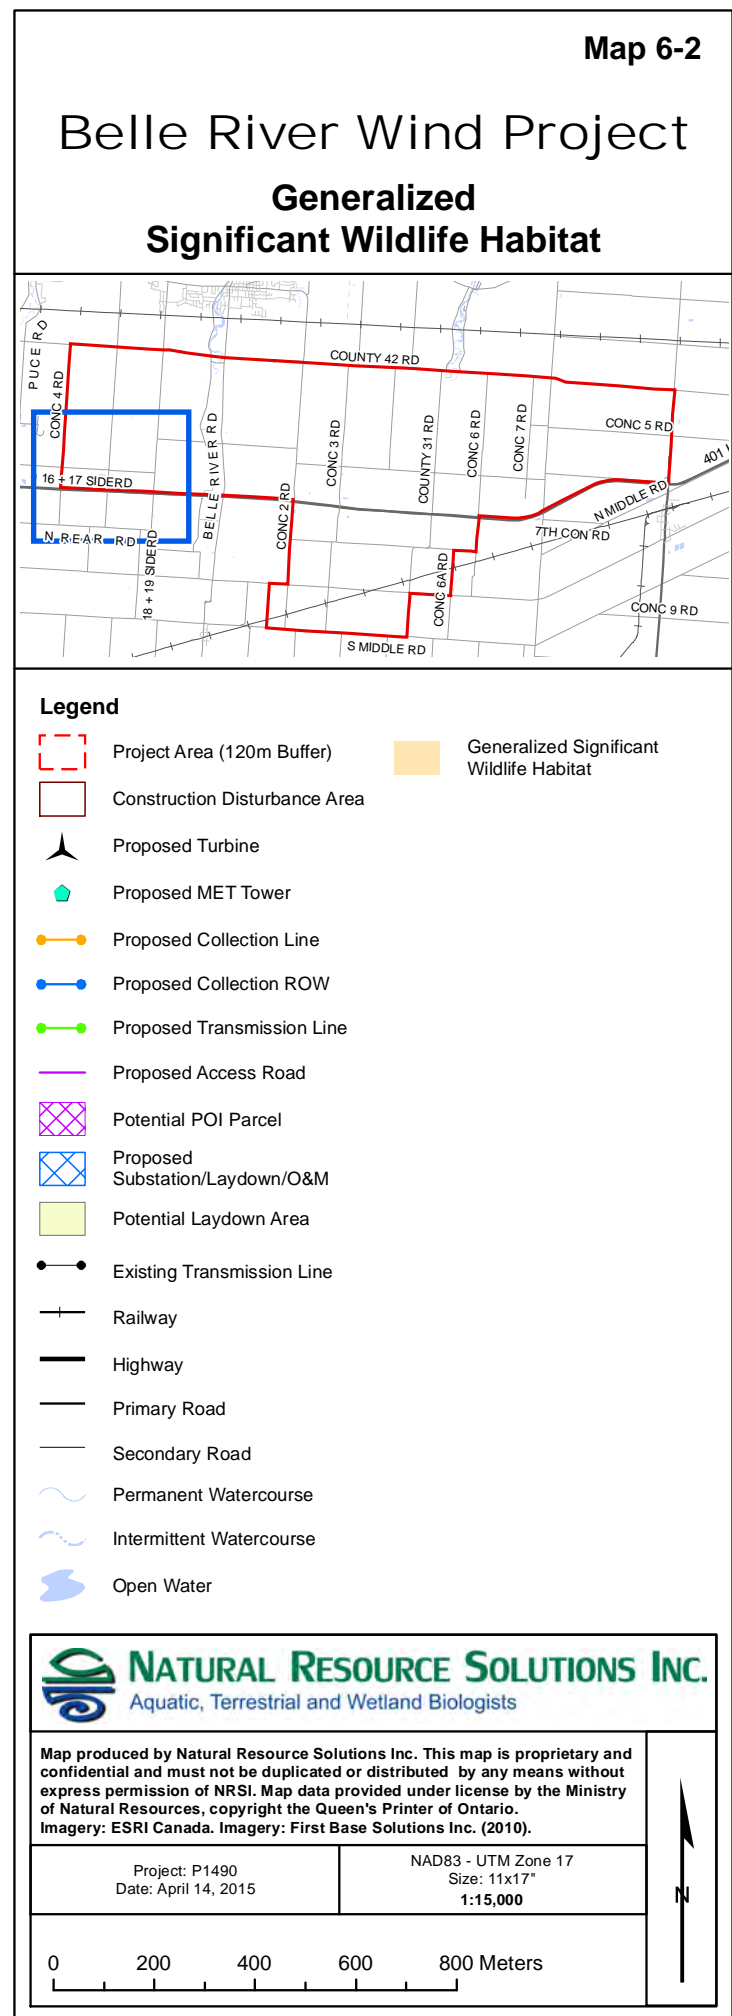 Map 6-2
Belle River Wind Project
Generalized
Significant Wildlife Habitat
PUCE RD
CONC 4 RD
COUNTY 42 RD
CONC 5 RD
CONC 3 RD
COUNTY 31 RD
CONC 6 RD
CONC 7 RD
BELLE RIVER RD
16 + 17 SIDERD
CONC 2 RD
401
N MIDDLE RD
N REAR RD
7TH CON RD
18 + 19 SIDERD
CONC 6A RD
CONC 9 RD
S MIDDLE RD
Legend
Project Area (120m Buffer)
Generalized Significant
Wildlife Habitat
Construction Disturbance Area
Proposed Turbine
Proposed MET Tower
Proposed Collection Line
Proposed Collection ROW
Proposed Transmission Line
Proposed Access Road
Potential POI Parcel
Proposed
Substation/Laydown/O&M
Potential Laydown Area
Existing Transmission Line
Railway
Highway
Primary Road
Secondary Road
Permanent Watercourse
Intermittent Watercourse
Open Water
NATURAL RESOURCE SOLUTIONS INC.
Aquatic, Terrestrial and Wetland Biologists
Map produced by Natural Resource Solutions Inc. This map is proprietary and
confidential and must not be duplicated or distributed by any means without
express permission of NRSI. Map data provided under license by the Ministry
of Natural Resources, copyright the Queen's Printer of Ontario.
Imagery: ESRI Canada. Imagery: First Base Solutions Inc. (2010).
Project: P1490
Date: April 14, 2015
NAD83 - UTM Zone 17
Size: 11x17"
1:15,000
N
0 200 400 600 800 Meters